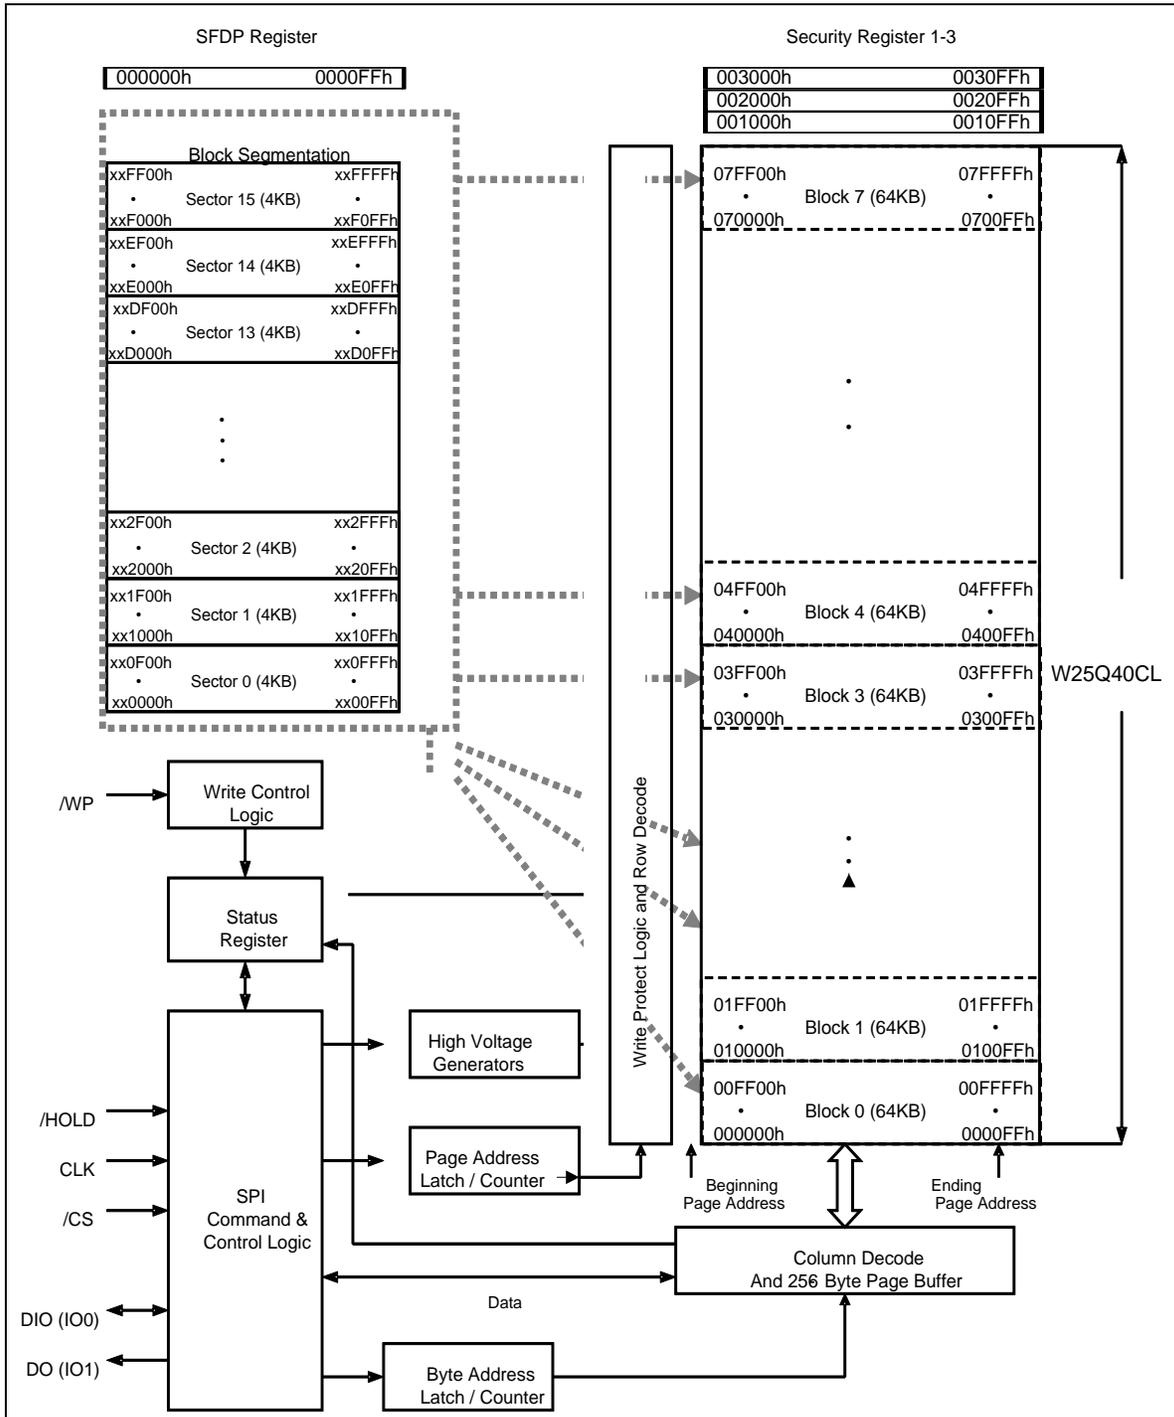 SFDP Register
000000h 0000FFh
Security Register 1-3
003000h 0030FFh
002000h 0020FFh
001000h 0010FFh
Block Segmentation
xxFF00h xxFFFFh
• Sector 15 (4KB) •
xxF000h xxF0FFh
xxEF00h xxEFFFh
• Sector 14 (4KB) •
xxE000h xxE0FFh
xxDF00h xxDFFFh
• Sector 13 (4KB) •
xxD000h xxD0FFh
•
•
•
xx2F00h xx2FFFh
• Sector 2 (4KB) •
xx2000h xx20FFh
xx1F00h xx1FFFh
• Sector 1 (4KB) •
xx1000h xx10FFh
xx0F00h xx0FFFh
• Sector 0 (4KB) •
xx0000h xx00FFh
Write Protect Logic and Row Decode
07FF00h 07FFFFh
• Block 7 (64KB) •
070000h 0700FFh
•
•
04FF00h 04FFFFh
• Block 4 (64KB) •
040000h 0400FFh
03FF00h 03FFFFh
• Block 3 (64KB) •
030000h 0300FFh
•
•
01FF00h 01FFFFh
• Block 1 (64KB) •
010000h 0100FFh
00FF00h 00FFFFh
• Block 0 (64KB) •
000000h 0000FFh
W25Q40CL
Beginning
Page Address
Ending
Page Address
/WP
Write Control
Logic
Status
Register
High Voltage
Generators
/HOLD
CLK
/CS
DIO (IO0)
DO (IO1)
SPI
Command &
Control Logic
Page Address
Latch / Counter
Column Decode
And 256 Byte Page Buffer
Data
Byte Address
Latch / Counter